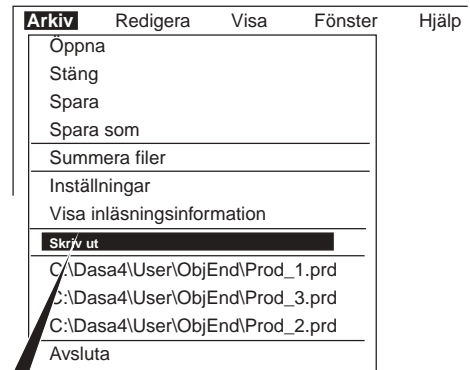 Arkiv Redigera Visa Fönster Hjälp
Öppna
Stäng
Spara
Spara som
Summera filer
Inställningar
Visa inläsningsinformation
Skriv ut
C:\Dasa4\User\ObjEnd\Prod_1.prd
C:\Dasa4\User\ObjEnd\Prod_3.prd
C:\Dasa4\User\ObjEnd\Prod_2.prd
Avsluta